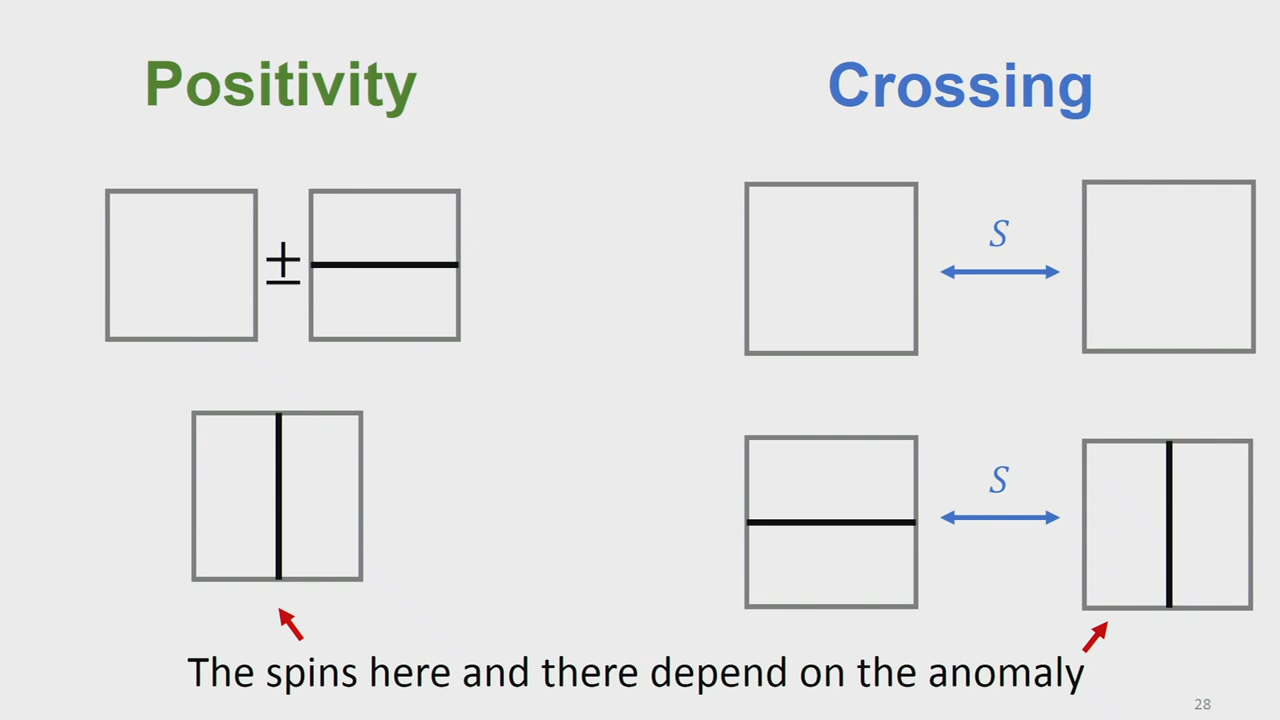 Positivity
Crossing
±
S
S
The spins here and there depend on the anomaly
28